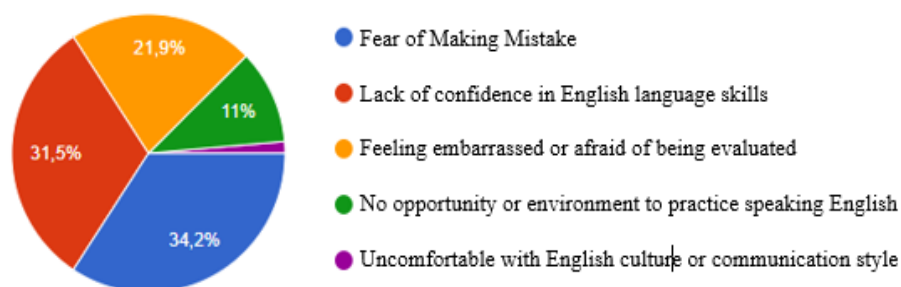 21,9%
11%
31,5%
34,2%
Fear of Making Mistake
Lack of confidence in English language skills
Feeling embarrassed or afraid of being evaluated
No opportunity or environment to practice speaking English
Uncomfortable with English culture or communication style